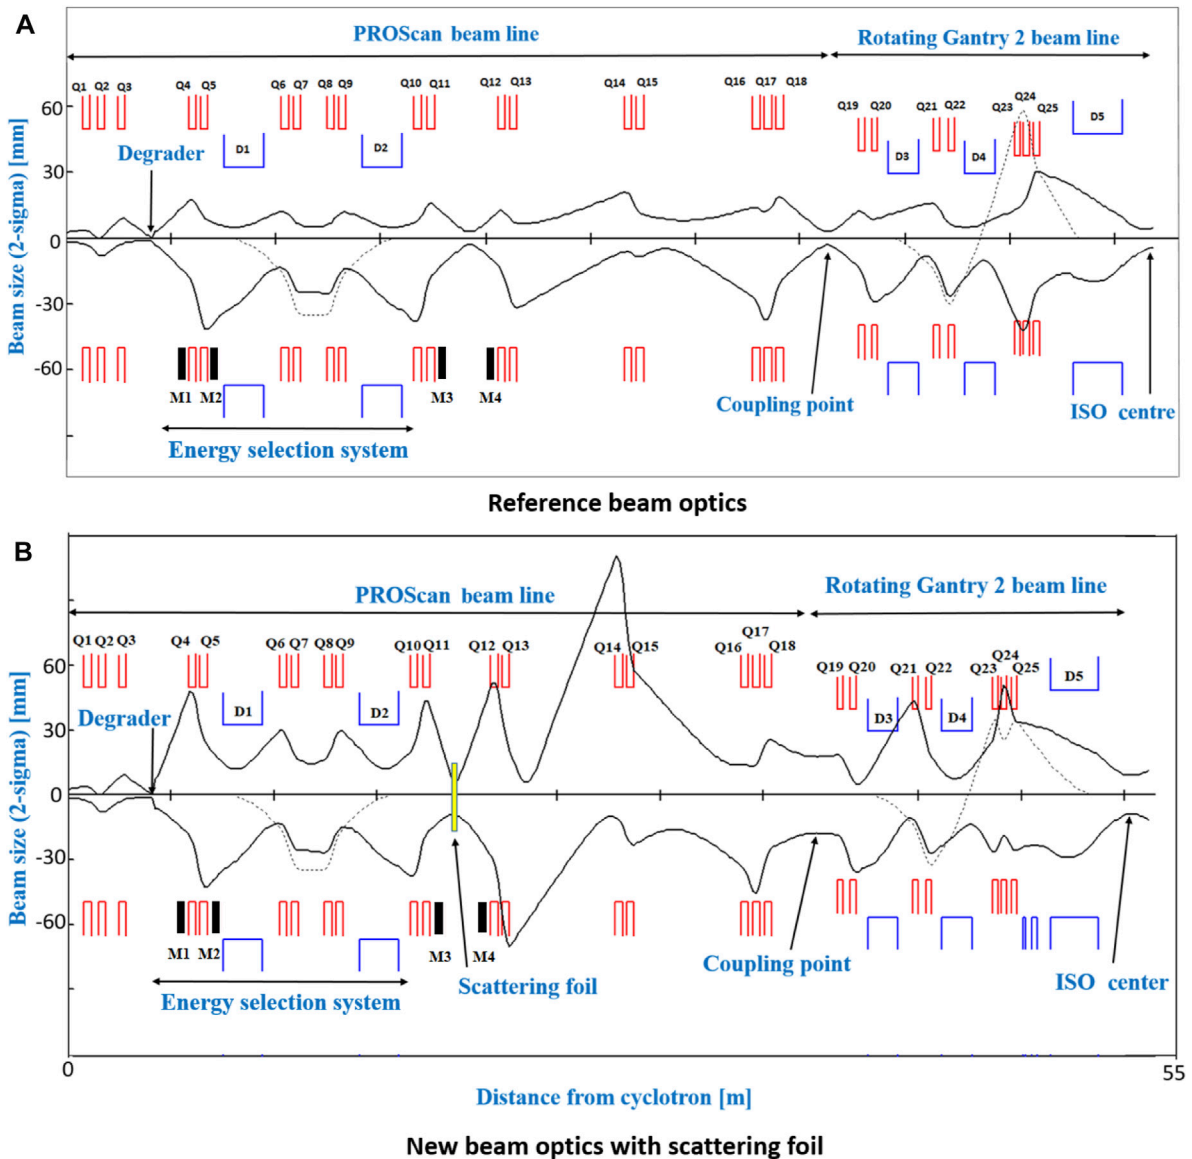 A
PROScan beam line
Rotating Gantry 2 beam line
Q1 Q2 Q3 Q4 Q5 Q6 Q7 Q8 Q9 Q10 Q11 Q12 Q13 Q14 Q15 Q16 Q17 Q18 Q19 Q20 Q21 Q22 Q23 Q24 Q25
D1 D2 D3 D4 D5
Degrader
Beam size (2-sigma) [mm]
60
30
0
-30
-60
M1 M2 M3 M4
Energy selection system
Coupling point
ISO centre
Reference beam optics
B
PROScan beam line
Rotating Gantry 2 beam line
Q1 Q2 Q3 Q4 Q5 Q6 Q7 Q8 Q9 Q10 Q11 Q12 Q13 Q14 Q15 Q16 Q17 Q18 Q19 Q20 Q21 Q22 Q23 Q24 Q25
D1 D2 D3 D4 D5
Degrader
Beam size (2-sigma) [mm]
60
30
0
-30
-60
M1 M2 M3 M4
Energy selection system
Scattering foil
Coupling point
ISO center
0
55
Distance from cyclotron [m]
New beam optics with scattering foil